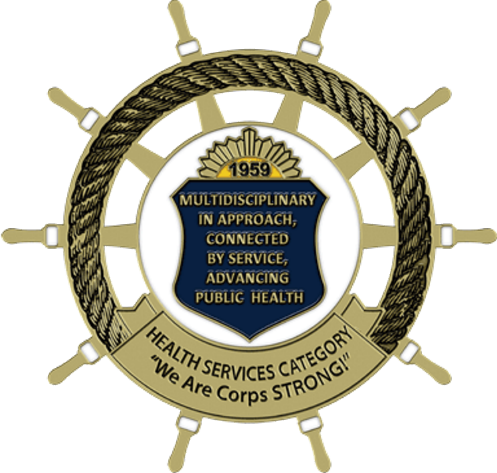 1959
MULTIDISCIPLINARY
IN APPROACH,
CONNECTED
BY SERVICE,
ADVANCING
PUBLIC HEALTH
HEALTH SERVICES CATEGORY
“We Are Corps STRONG!”